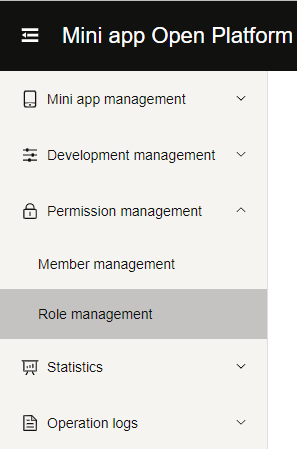 Mini app Open Platform
Mini app management
Development management
Permission management
Member management
Role management
Statistics
Operation logs